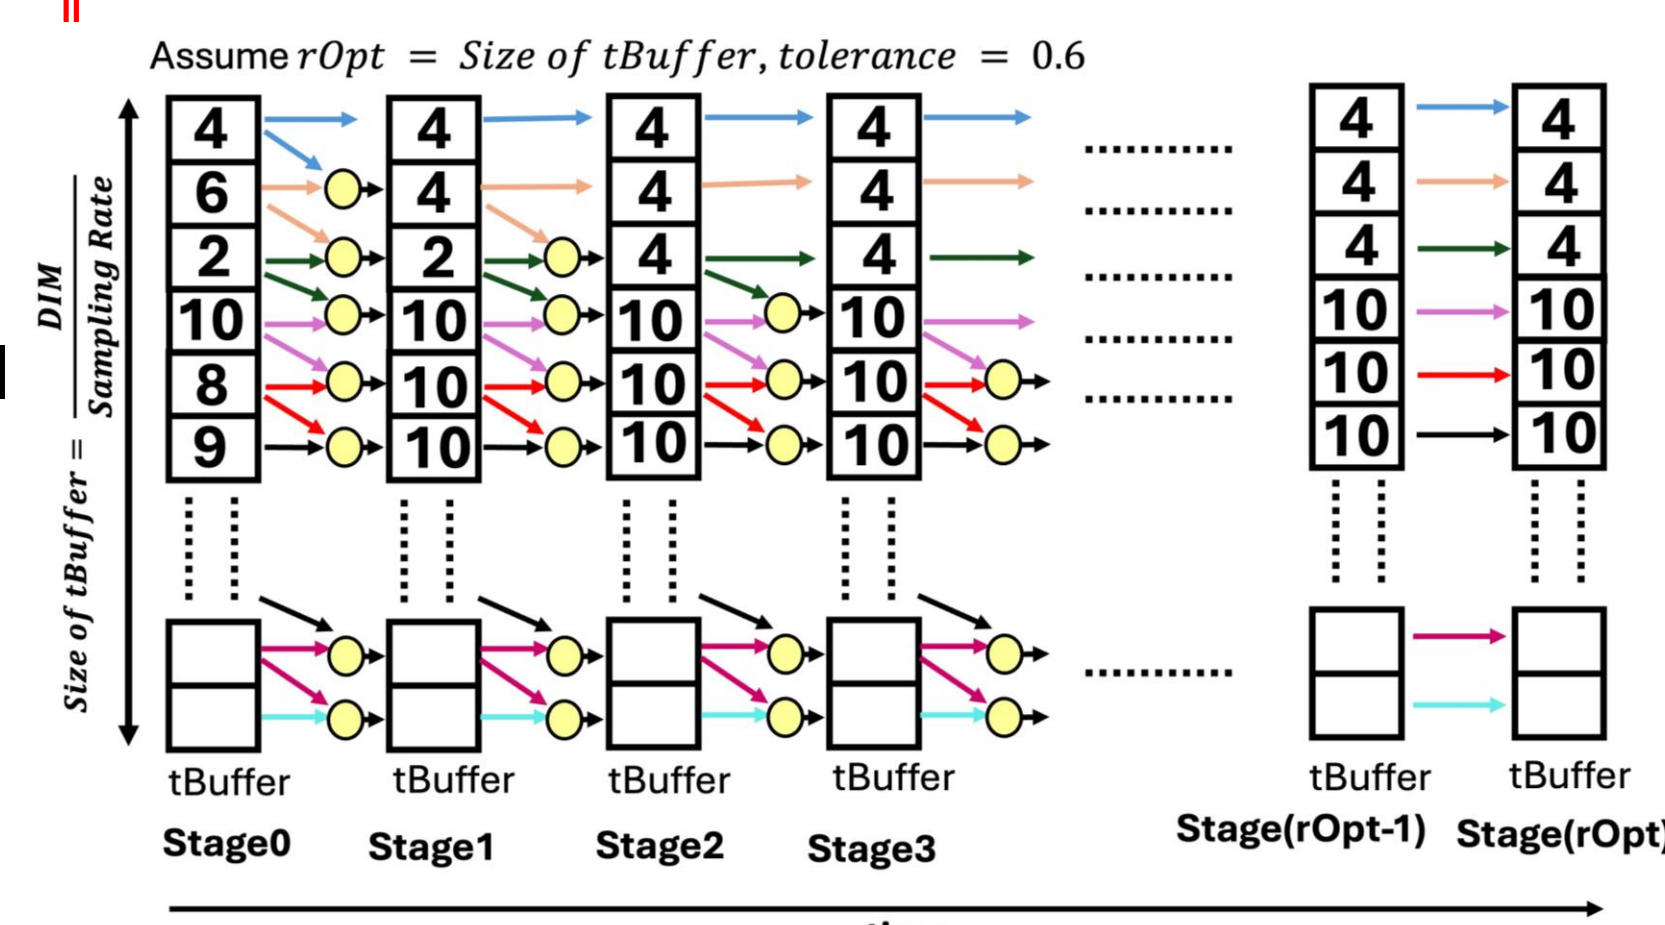 Assume rOpt = Size of tBuffer, tolerance = 0.6
Size of tBuffer = DIM / Sampling Rate
4 4 4 4 4 4
6 4 4 4 4 4
2 2 4 4 4 4
10 10 10 10 10 10
8 10 10 10 10 10
9 10 10 10 10 10
tBuffer tBuffer tBuffer tBuffer tBuffer tBuffer
Stage0 Stage1 Stage2 Stage3 Stage(rOpt-1) Stage(rOpt)